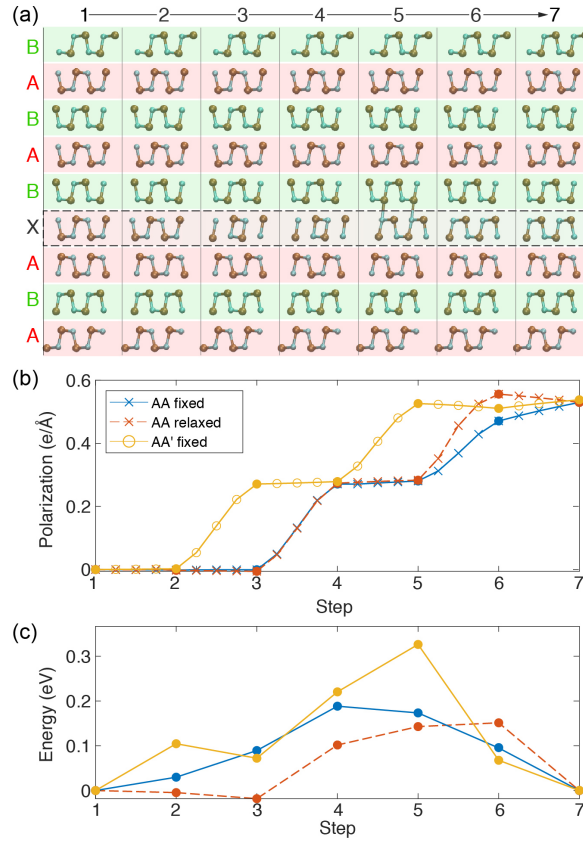 (a)
1 2 3 4 5 6 7
B
A
B
A
B
X
A
B
A
(b)
0.6
0.4
0.2
0
Polarization (e/Å)
AA fixed
AA relaxed
AA' fixed
1 2 3 4 5 6 7
Step
(c)
0.3
0.2
0.1
0
Energy (eV)
1 2 3 4 5 6 7
Step